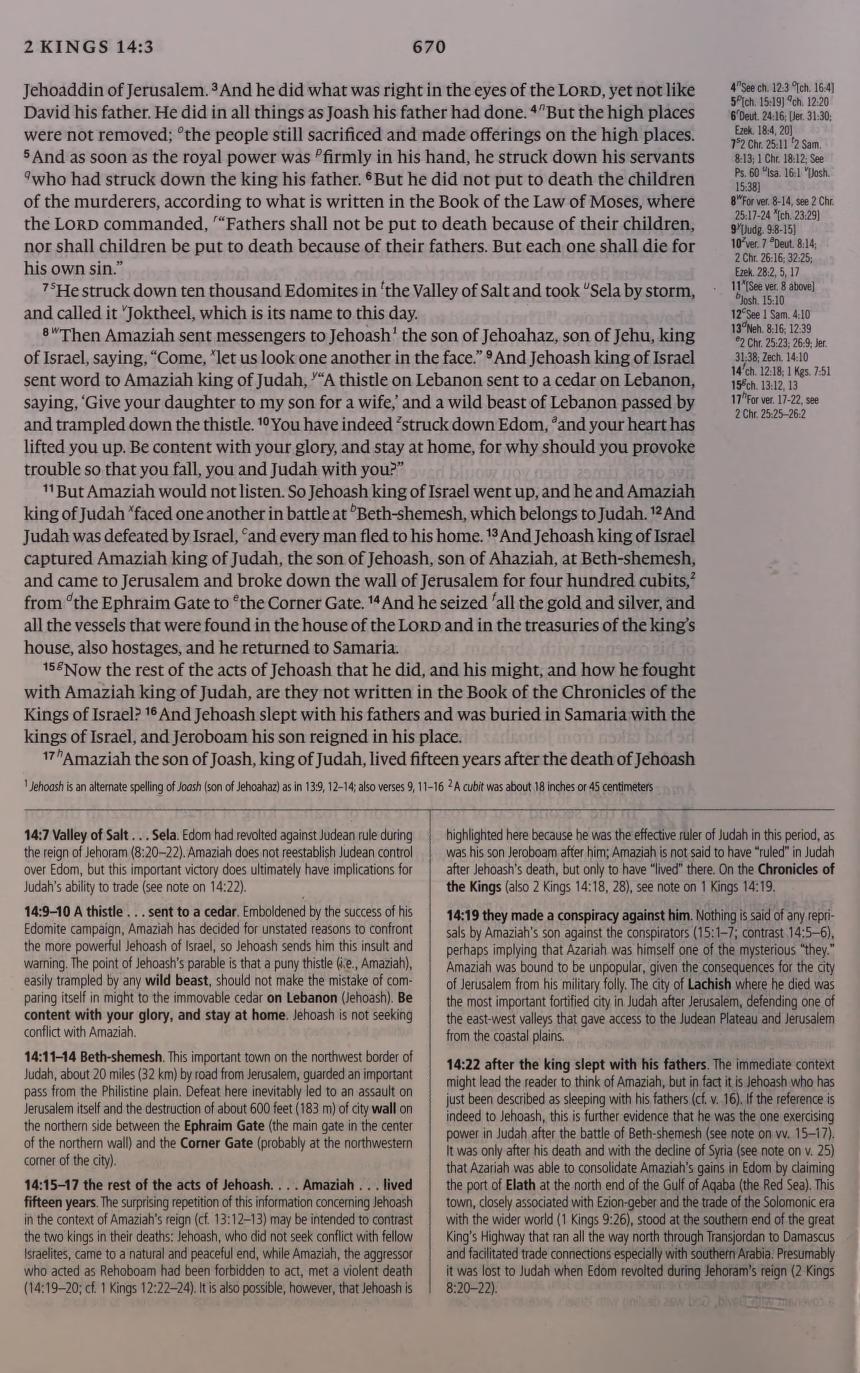 2 KINGS 14:3
670
Jehoaddin of Jerusalem. ³And he did what was right in the eyes of the LORD, yet not like
David his father. He did in all things as Joash his father had done. ⁴ⁿBut the high places
were not removed; ᵒthe people still sacrificed and made offerings on the high places.
⁵And as soon as the royal power was ᵖfirmly in his hand, he struck down his servants
qwho had struck down the king his father. ⁶But he did not put to death the children
of the murderers, according to what is written in the Book of the Law of Moses, where
the LORD commanded, ʳ“Fathers shall not be put to death because of their children,
nor shall children be put to death because of their fathers. But each one shall die for
his own sin.”
⁷ˢHe struck down ten thousand Edomites in ᵗthe Valley of Salt and took ᵘSela by storm,
and called it ᵛJoktheel, which is its name to this day.
⁸ʷThen Amaziah sent messengers to Jehoash¹ the son of Jehoahaz, son of Jehu, king
of Israel, saying, “Come, ˣlet us look one another in the face.” ⁹And Jehoash king of Israel
sent word to Amaziah king of Judah, ʸ“A thistle on Lebanon sent to a cedar on Lebanon,
saying, ‘Give your daughter to my son for a wife,’ and a wild beast of Lebanon passed by
and trampled down the thistle. ¹⁰You have indeed ᶻstruck down Edom, ᵃand your heart has
lifted you up. Be content with your glory, and stay at home, for why should you provoke
trouble so that you fall, you and Judah with you?”
¹¹But Amaziah would not listen. So Jehoash king of Israel went up, and he and Amaziah
king of Judah ˣfaced one another in battle at ᵇBeth-shemesh, which belongs to Judah. ¹²And
Judah was defeated by Israel, ᶜand every man fled to his home. ¹³And Jehoash king of Israel
captured Amaziah king of Judah, the son of Jehoash, son of Ahaziah, at Beth-shemesh,
and came to Jerusalem and broke down the wall of Jerusalem for four hundred cubits,²
from ᵈthe Ephraim Gate to ᵉthe Corner Gate. ¹⁴And he seized ᶠall the gold and silver, and
all the vessels that were found in the house of the LORD and in the treasuries of the king’s
house, also hostages, and he returned to Samaria.
¹⁵ᵍNow the rest of the acts of Jehoash that he did, and his might, and how he fought
with Amaziah king of Judah, are they not written in the Book of the Chronicles of the
Kings of Israel? ¹⁶And Jehoash slept with his fathers and was buried in Samaria with the
kings of Israel, and Jeroboam his son reigned in his place.
¹⁷ʰAmaziah the son of Joash, king of Judah, lived fifteen years after the death of Jehoash
¹ Jehoash is an alternate spelling of Joash (son of Jehoahaz) as in 13:9, 12–14; also verses 9, 11–16 ² A cubit was about 18 inches or 45 centimeters
4ⁿSee ch. 12:3 ᵒ[ch. 16:4]
5ᵖ[ch. 15:19] qch. 12:20
6ʳDeut. 24:16; [Jer. 31:30;
Ezek. 18:4, 20]
7ˢ2 Chr. 25:11 ᵗ2 Sam.
8:13; 1 Chr. 18:12; See
Ps. 60 ᵘIsa. 16:1 ᵛ[Josh.
15:38]
8ʷFor ver. 8-14, see 2 Chr.
25:17-24 ˣ[ch. 23:29]
9ʸ[Judg. 9:8-15]
10ᶻver. 7 ᵃDeut. 8:14;
2 Chr. 26:16; 32:25;
Ezek. 28:2, 5, 17
11ˣ[See ver. 8 above]
ᵇJosh. 15:10
12ᶜSee 1 Sam. 4:10
13ᵈNeh. 8:16; 12:39
ᵉ2 Chr. 25:23; 26:9; Jer.
31:38; Zech. 14:10
14ᶠch. 12:18; 1 Kgs. 7:51
15ᵍch. 13:12, 13
17ʰFor ver. 17-22, see
2 Chr. 25:25–26:2
14:7 Valley of Salt . . . Sela. Edom had revolted against Judean rule during
the reign of Jehoram (8:20–22). Amaziah does not reestablish Judean control
over Edom, but this important victory does ultimately have implications for
Judah’s ability to trade (see note on 14:22).
14:9–10 A thistle . . . sent to a cedar. Emboldened by the success of his
Edomite campaign, Amaziah has decided for unstated reasons to confront
the more powerful Jehoash of Israel, so Jehoash sends him this insult and
warning. The point of Jehoash’s parable is that a puny thistle (i.e., Amaziah),
easily trampled by any wild beast, should not make the mistake of com-
paring itself in might to the immovable cedar on Lebanon (Jehoash). Be
content with your glory, and stay at home. Jehoash is not seeking
conflict with Amaziah.
14:11–14 Beth-shemesh. This important town on the northwest border of
Judah, about 20 miles (32 km) by road from Jerusalem, guarded an important
pass from the Philistine plain. Defeat here inevitably led to an assault on
Jerusalem itself and the destruction of about 600 feet (183 m) of city wall on
the northern side between the Ephraim Gate (the main gate in the center
of the northern wall) and the Corner Gate (probably at the northwestern
corner of the city).
14:15–17 the rest of the acts of Jehoash. . . . Amaziah . . . lived
fifteen years. The surprising repetition of this information concerning Jehoash
in the context of Amaziah’s reign (cf. 13:12–13) may be intended to contrast
the two kings in their deaths: Jehoash, who did not seek conflict with fellow
Israelites, came to a natural and peaceful end, while Amaziah, the aggressor
who acted as Rehoboam had been forbidden to act, met a violent death
(14:19–20; cf. 1 Kings 12:22–24). It is also possible, however, that Jehoash is
highlighted here because he was the effective ruler of Judah in this period, as
was his son Jeroboam after him; Amaziah is not said to have “ruled” in Judah
after Jehoash’s death, but only to have “lived” there. On the Chronicles of
the Kings (also 2 Kings 14:18, 28), see note on 1 Kings 14:19.
14:19 they made a conspiracy against him. Nothing is said of any repri-
sals by Amaziah’s son against the conspirators (15:1–7; contrast 14:5–6),
perhaps implying that Azariah was himself one of the mysterious “they.”
Amaziah was bound to be unpopular, given the consequences for the city
of Jerusalem from his military folly. The city of Lachish where he died was
the most important fortified city in Judah after Jerusalem, defending one of
the east-west valleys that gave access to the Judean Plateau and Jerusalem
from the coastal plains.
14:22 after the king slept with his fathers. The immediate context
might lead the reader to think of Amaziah, but in fact it is Jehoash who has
just been described as sleeping with his fathers (cf. v. 16). If the reference is
indeed to Jehoash, this is further evidence that he was the one exercising
power in Judah after the battle of Beth-shemesh (see note on vv. 15–17).
It was only after his death and with the decline of Syria (see note on v. 25)
that Azariah was able to consolidate Amaziah’s gains in Edom by claiming
the port of Elath at the north end of the Gulf of Aqaba (the Red Sea). This
town, closely associated with Ezion-geber and the trade of the Solomonic era
with the wider world (1 Kings 9:26), stood at the southern end of the great
King’s Highway that ran all the way north through Transjordan to Damascus
and facilitated trade connections especially with southern Arabia. Presumably
it was lost to Judah when Edom revolted during Jehoram’s reign (2 Kings
8:20–22).